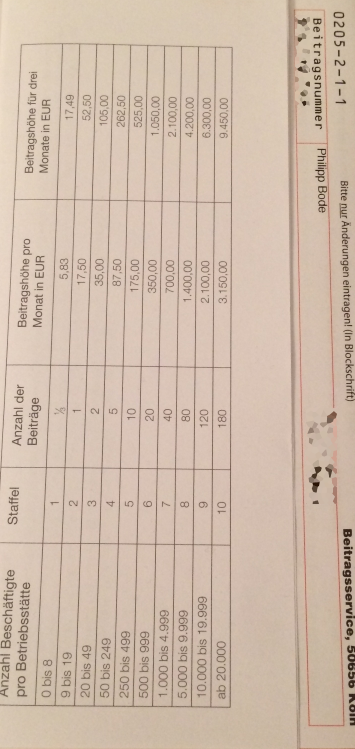 0205-2-1-1
Beitragsnummer
Philipp Bode
Bitte nur Änderungen eintragen! (In Blockschrift)
Beitragsservice, 50656 Köln
Anzahl Beschäftigte pro Betriebsstätte Staffel Anzahl der Beiträge Beitragshöhe pro Monat in EUR Beitragshöhe für drei Monate in EUR
0 bis 8 1 ⅓ 5,83 17,49
9 bis 19 2 1 17,50 52,50
20 bis 49 3 2 35,00 105,00
50 bis 249 4 5 87,50 262,50
250 bis 499 5 10 175,00 525,00
500 bis 999 6 20 350,00 1.050,00
1.000 bis 4.999 7 40 700,00 2.100,00
5.000 bis 9.999 8 80 1.400,00 4.200,00
10.000 bis 19.999 9 120 2.100,00 6.300,00
ab 20.000 10 180 3.150,00 9.450,00